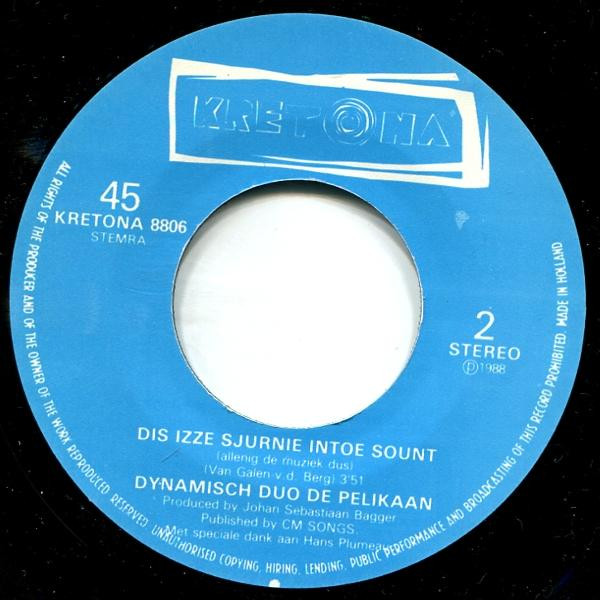 KRETONA
45
KRETONA 8806
STEMRA
2
STEREO
Ⓟ1988
DIS IZZE SJURNIE INTOE SOUNT
(allenig de muziek dus)
(Van Galen-v.d. Berg) 3'51
DYNAMISCH DUO DE PELIKAAN
Produced by Johan Sebastiaan Bagger
Published by CM SONGS.
Met speciale dank aan Hans Plumeau
ALL RIGHTS OF THE PRODUCER AND OF THE OWNER OF THE WORK REPRODUCED RESERVED. UNAUTHORISED COPYING, HIRING, LENDING, PUBLIC PERFORMANCE AND BROADCASTING OF THIS RECORD PROHIBITED. MADE IN HOLLAND